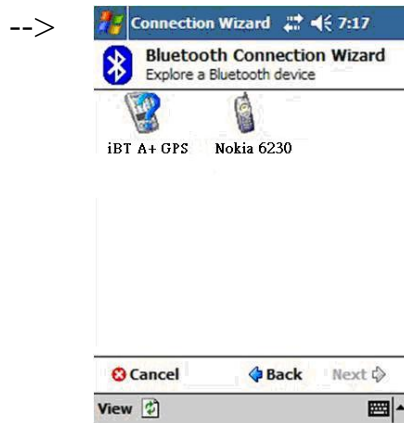 -->
Connection Wizard 7:17
Bluetooth Connection Wizard
Explore a Bluetooth device
iBT A+ GPS Nokia 6230
Cancel Back Next
View